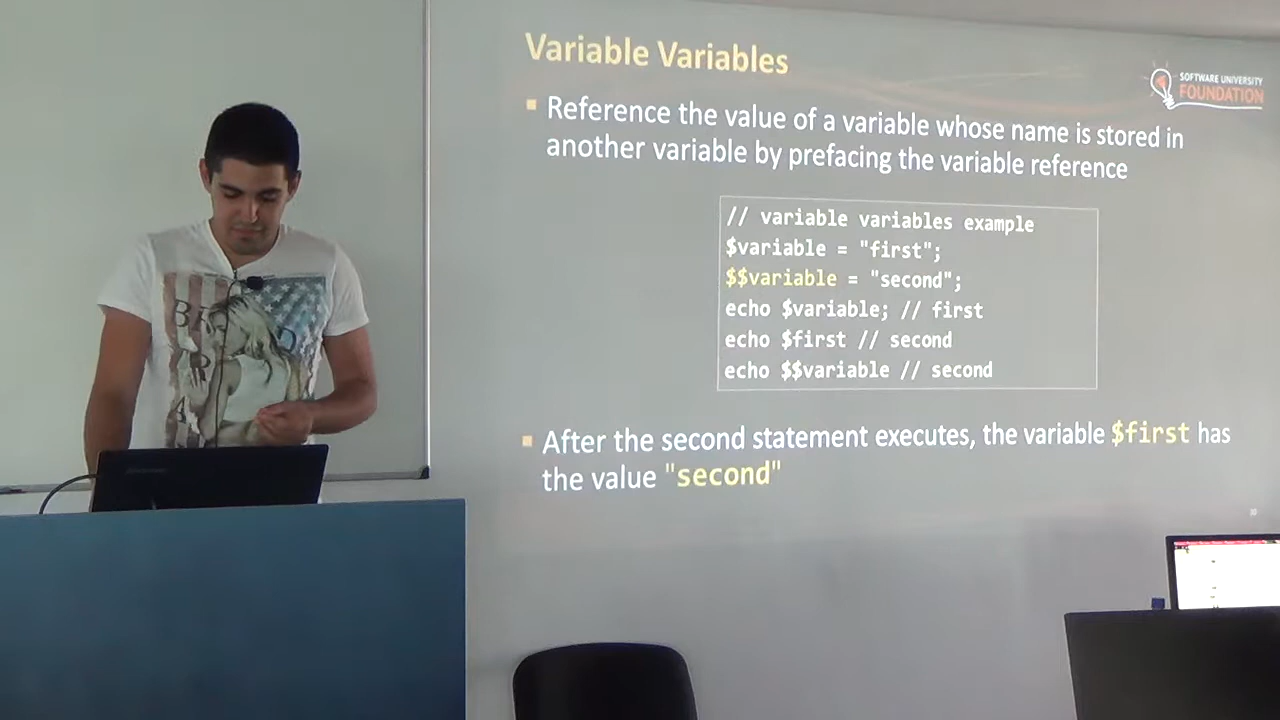 Variable Variables
SOFTWARE UNIVERSITY
FOUNDATION
Reference the value of a variable whose name is stored in
another variable by prefacing the variable reference
// variable variables example
$variable = "first";
$$variable = "second";
echo $variable; // first
echo $first // second
echo $$variable // second
After the second statement executes, the variable $first has
the value "second"